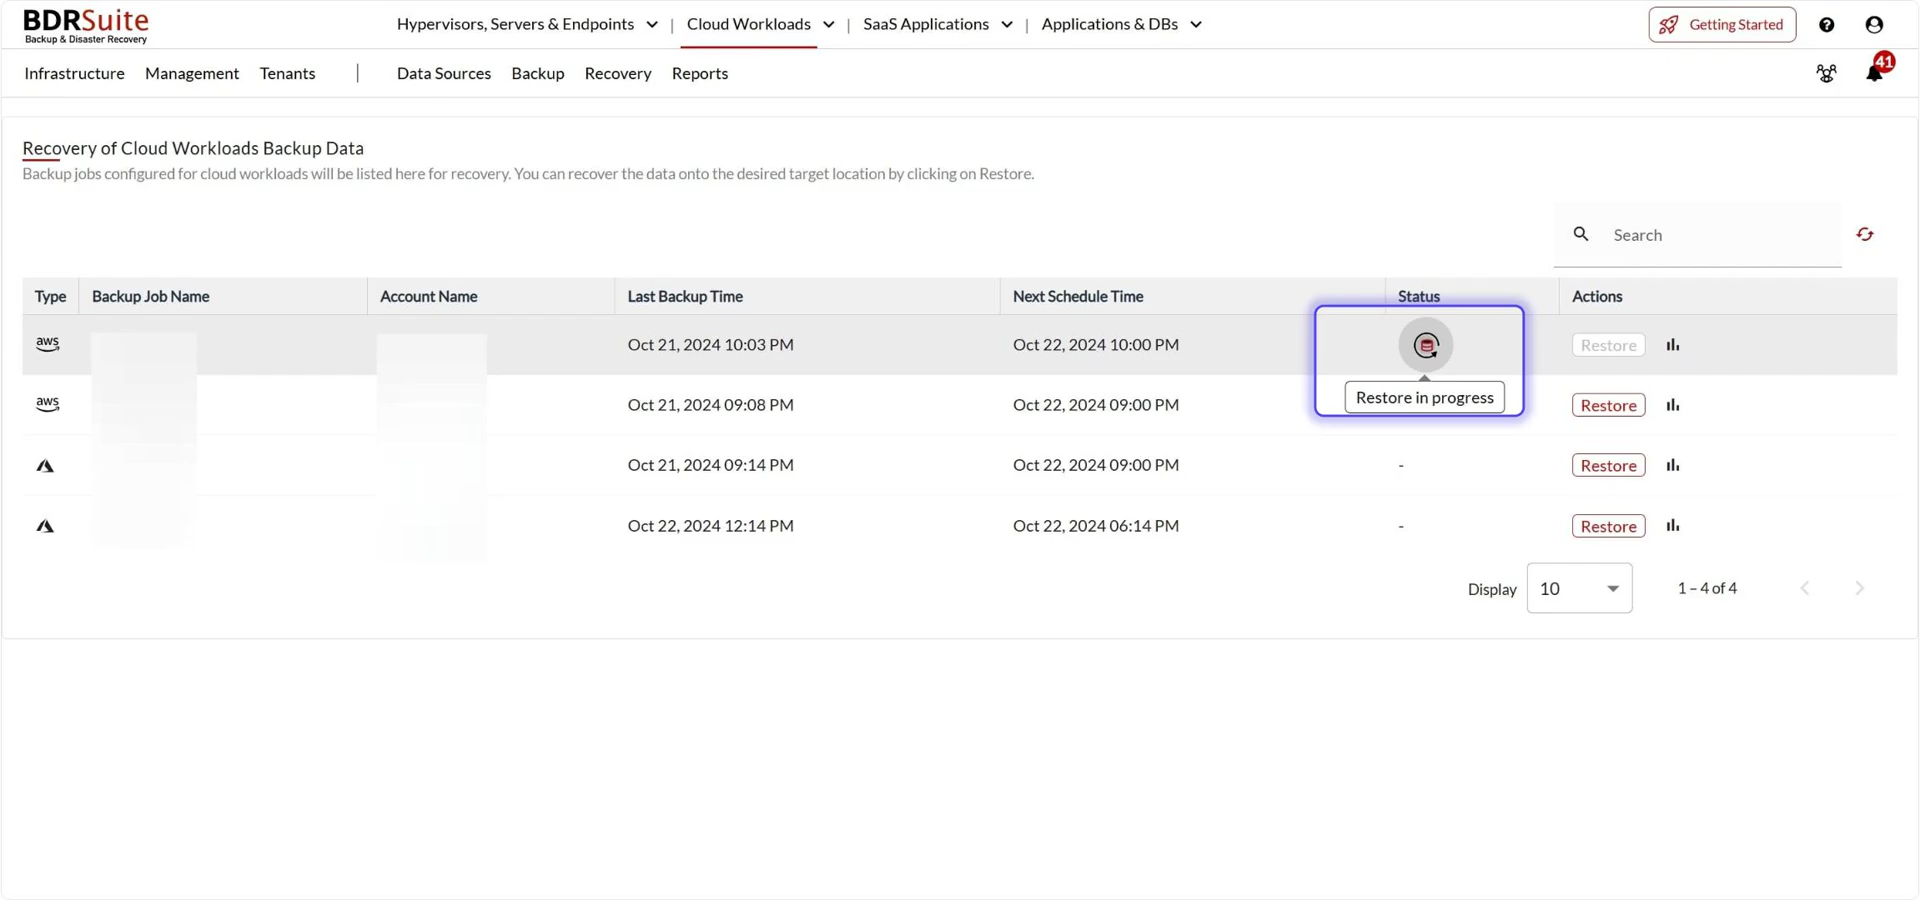 BDRSuite
Backup & Disaster Recovery
Hypervisors, Servers & Endpoints | Cloud Workloads | SaaS Applications | Applications & DBs
Getting Started
Infrastructure Management Tenants | Data Sources Backup Recovery Reports
41
Recovery of Cloud Workloads Backup Data
Backup jobs configured for cloud workloads will be listed here for recovery. You can recover the data onto the desired target location by clicking on Restore.
Search
Type Backup Job Name Account Name Last Backup Time Next Schedule Time Status Actions
aws Oct 21, 2024 10:03 PM Oct 22, 2024 10:00 PM Restore
Restore in progress
aws Oct 21, 2024 09:08 PM Oct 22, 2024 09:00 PM Restore
Oct 21, 2024 09:14 PM Oct 22, 2024 09:00 PM - Restore
Oct 22, 2024 12:14 PM Oct 22, 2024 06:14 PM - Restore
Display 10 1 – 4 of 4